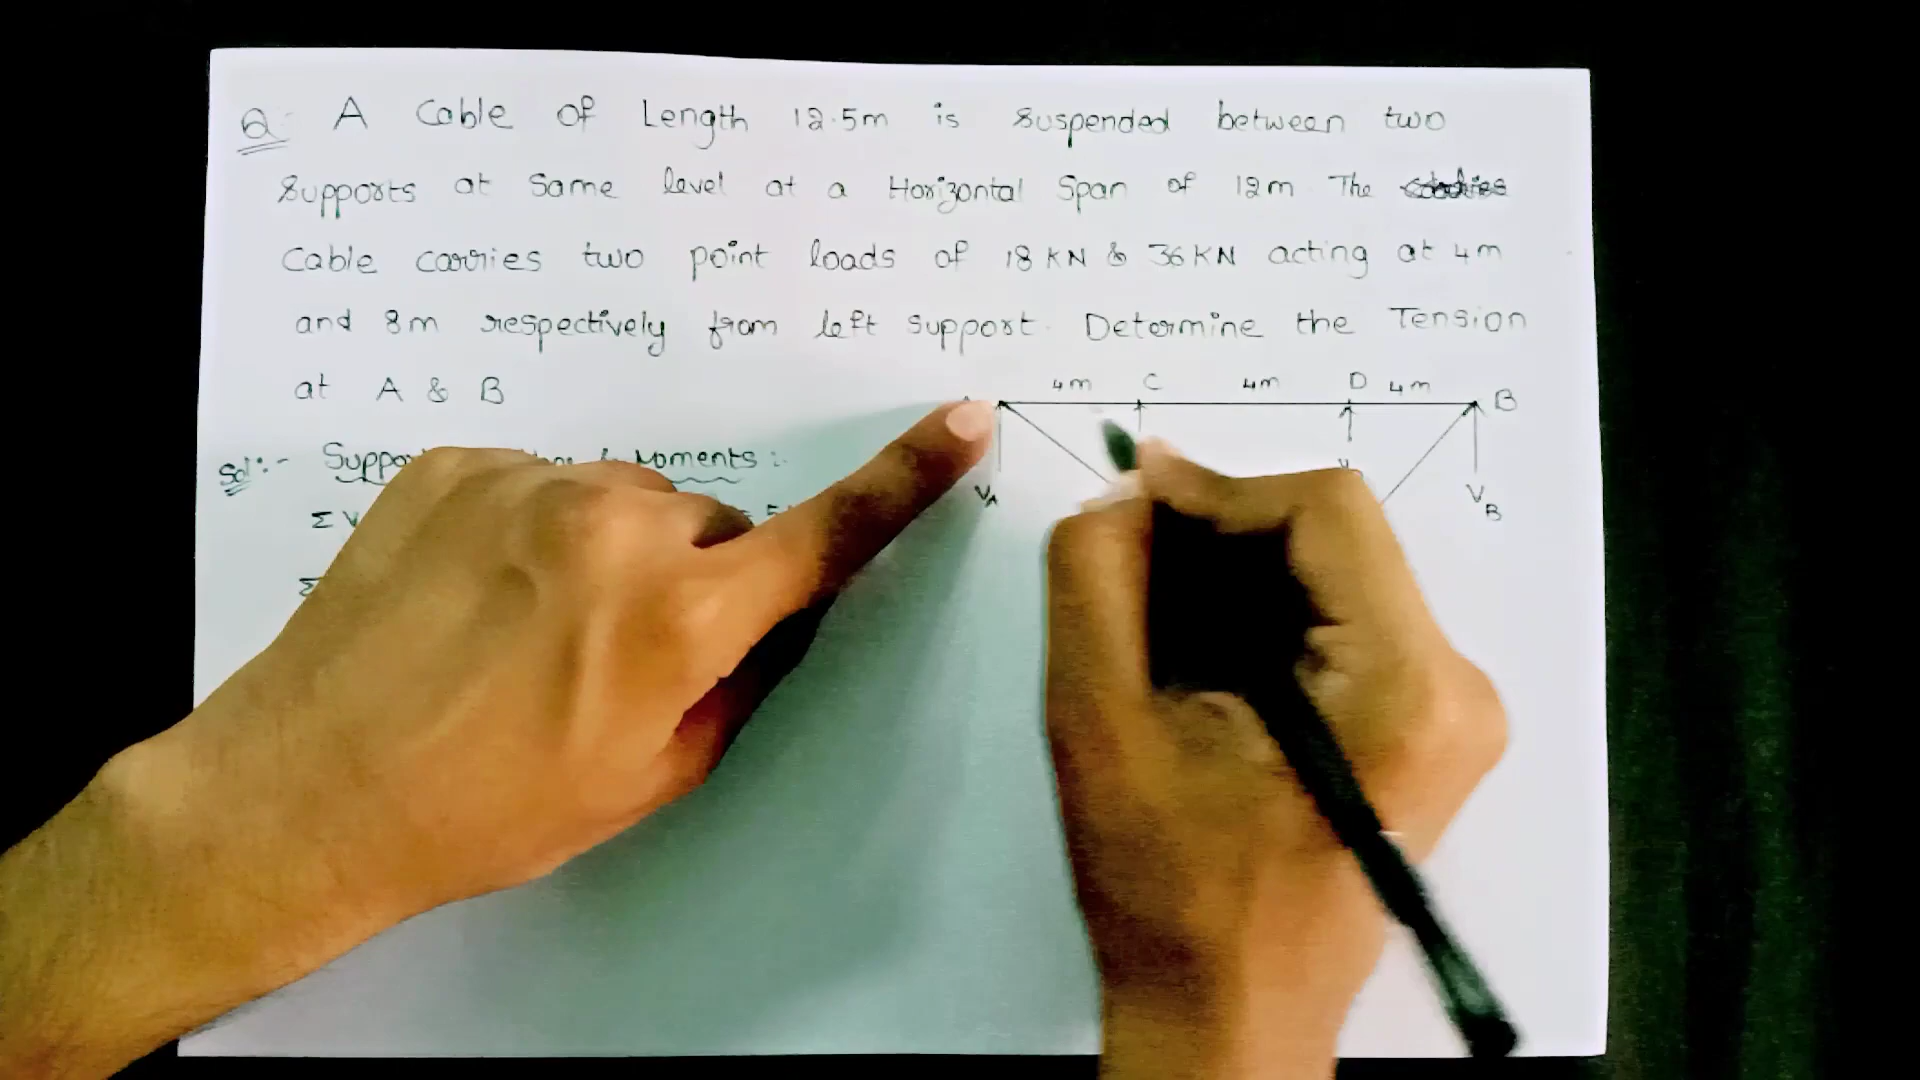 Q: A Cable of Length 12.5m is suspended between two
supports at same level at a Horizontal Span of 12m. The
cable carries two point loads of 18 KN & 36 KN acting at 4m
and 8m respectively from left support. Determine the Tension
at A & B
4m C 4m D 4m B
Sol:- Moments :-
Σ V
VA
VB
Σ